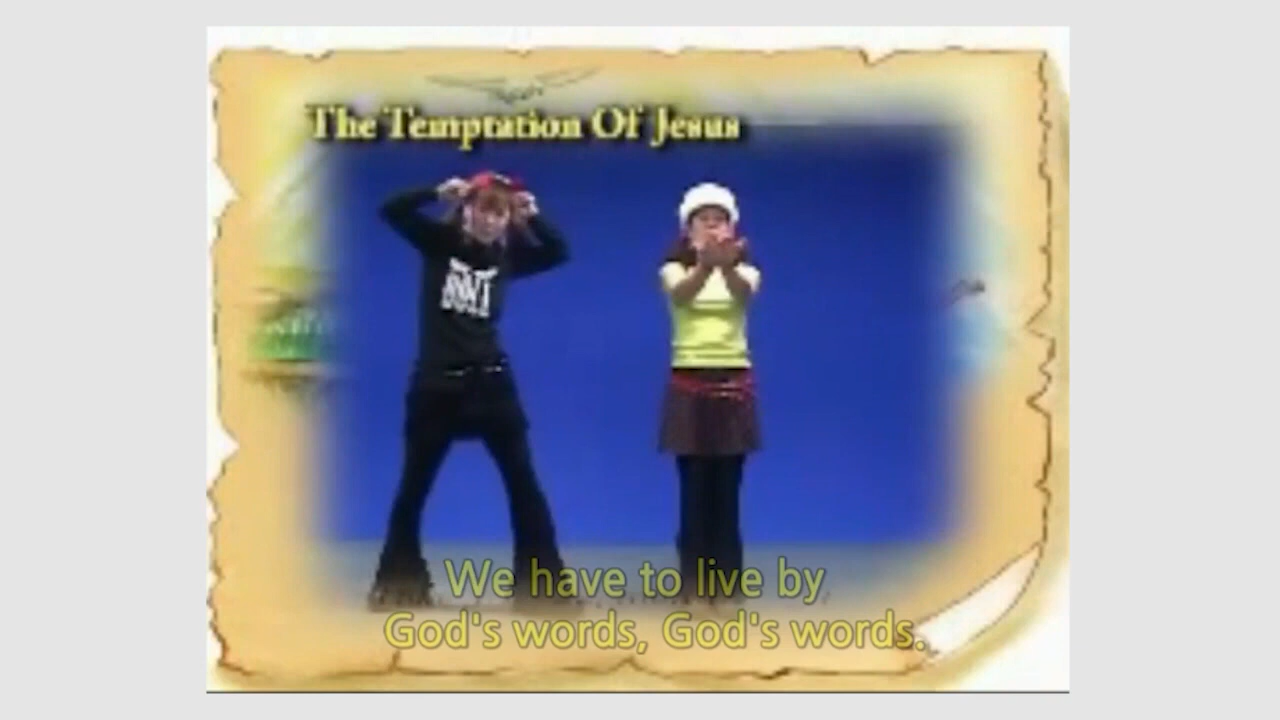 The Temptation Of Jesus
We have to live by
God's words, God's words.